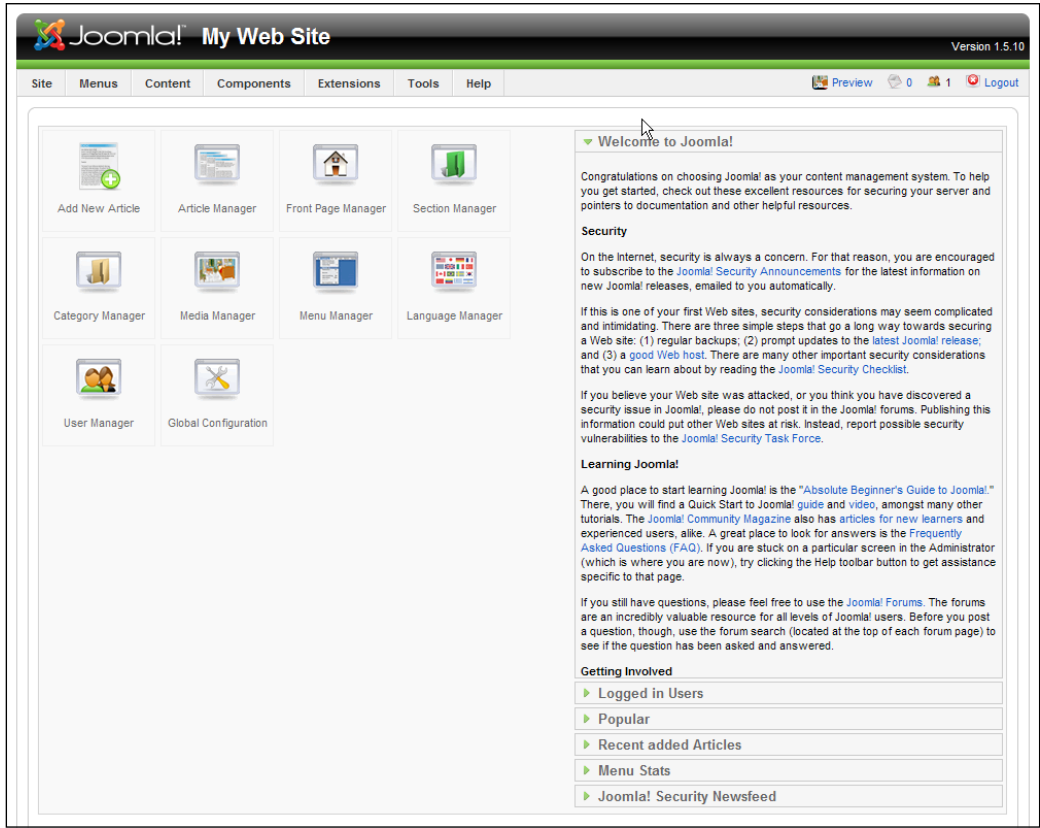 Joomla!™ My Web Site
Version 1.5.10
Site Menus Content Components Extensions Tools Help Preview 0 1 Logout
Add New Article Article Manager Front Page Manager Section Manager
Category Manager Media Manager Menu Manager Language Manager
User Manager Global Configuration
Welcome to Joomla!
Congratulations on choosing Joomla! as your content management system. To help
you get started, check out these excellent resources for securing your server and
pointers to documentation and other helpful resources.
Security
On the Internet, security is always a concern. For that reason, you are encouraged
to subscribe to the Joomla! Security Announcements for the latest information on
new Joomla! releases, emailed to you automatically.
If this is one of your first Web sites, security considerations may seem complicated
and intimidating. There are three simple steps that go a long way towards securing
a Web site: (1) regular backups; (2) prompt updates to the latest Joomla! release;
and (3) a good Web host. There are many other important security considerations
that you can learn about by reading the Joomla! Security Checklist.
If you believe your Web site was attacked, or you think you have discovered a
security issue in Joomla!, please do not post it in the Joomla! forums. Publishing this
information could put other Web sites at risk. Instead, report possible security
vulnerabilities to the Joomla! Security Task Force.
Learning Joomla!
A good place to start learning Joomla! is the "Absolute Beginner's Guide to Joomla!."
There, you will find a Quick Start to Joomla! guide and video, amongst many other
tutorials. The Joomla! Community Magazine also has articles for new learners and
experienced users, alike. A great place to look for answers is the Frequently
Asked Questions (FAQ). If you are stuck on a particular screen in the Administrator
(which is where you are now), try clicking the Help toolbar button to get assistance
specific to that page.
If you still have questions, please feel free to use the Joomla! Forums. The forums
are an incredibly valuable resource for all levels of Joomla! users. Before you post
a question, though, use the forum search (located at the top of each forum page) to
see if the question has been asked and answered.
Getting Involved
Logged in Users
Popular
Recent added Articles
Menu Stats
Joomla! Security Newsfeed